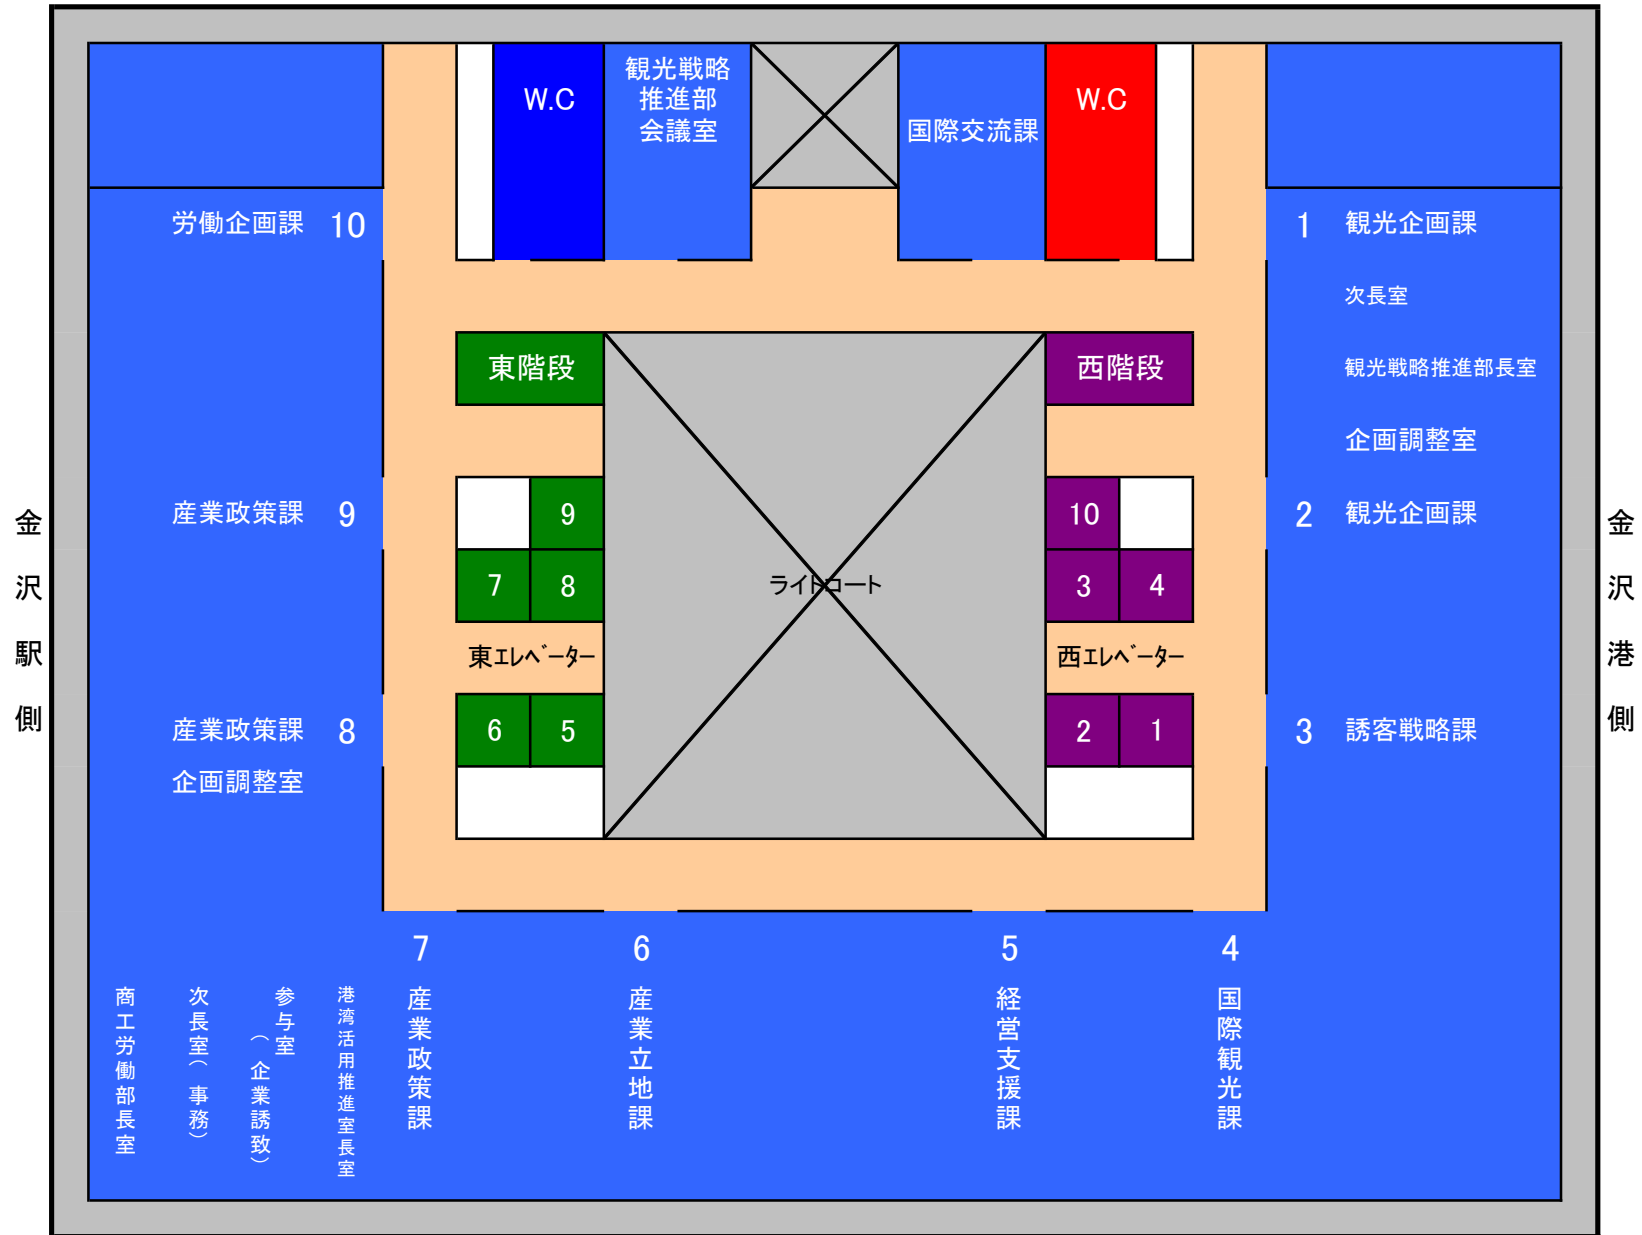 W.C
観光戦略
推進部
会議室
国際交流課
W.C
労働企画課 10
1 観光企画課
次長室
東階段
西階段
観光戦略推進部長室
企画調整室
産業政策課 9
9
10
2 観光企画課
7 8
ライトコート
3 4
東エレベーター
西エレベーター
産業政策課 8
企画調整室
6 5
2 1
3 誘客戦略課
金沢駅側
金沢港側
7
産業政策課
6
産業立地課
5
経営支援課
4
国際観光課
商工労働部長室
次長室（事務）
参与室
（企業誘致）
港湾活用推進室長室